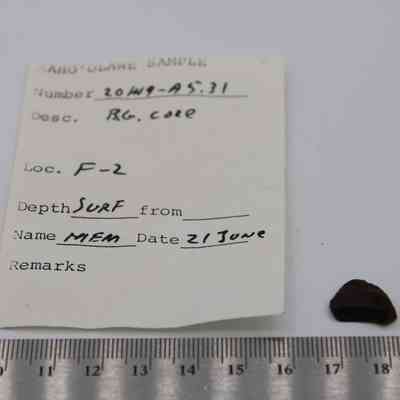 SAMPLE
Number 20W9-A5.31
Desc. BG. core
Loc. F-2
Depth SURF from
Name MEM Date 21 June
Remarks
11 12 13 14 15 16 17 18